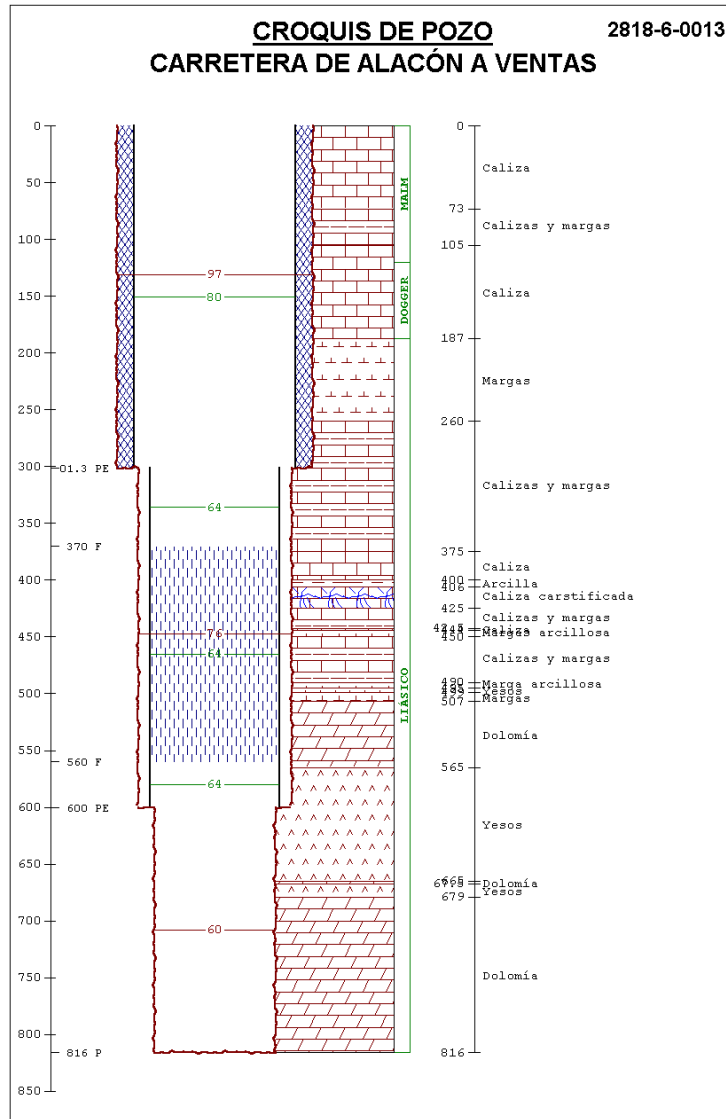 CROQUIS DE POZO
2818-6-0013
CARRETERA DE ALACÓN A VENTAS
0
50
100
150
200
250
300
350
400
450
500
550
600
650
700
750
800
850
01.3 PE
370 F
560 F
600 PE
816 P
97
80
64
76
64
64
60
MALM
DOGGER
LIÁSICO
0
Caliza
73
Calizas y margas
105
Caliza
187
Margas
260
Calizas y margas
375
Caliza
400
Arcilla
406
Caliza carstificada
425
Calizas y margas
Caliza
Margas arcillosa
450
Calizas y margas
490
Marga arcillosa
Yesos
Margas
507
Dolomía
565
Yesos
665
Dolomía
Yesos
679
Dolomía
816